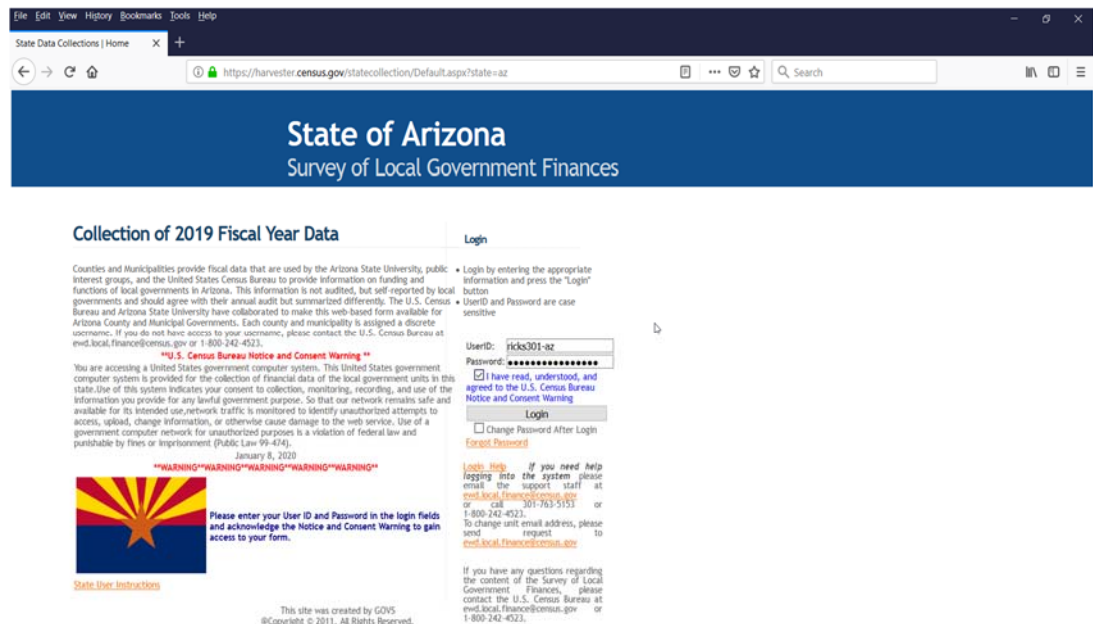 File Edit View History Bookmarks Tools Help
State Data Collections | Home
https://harvester.census.gov/statecollection/Default.aspx?state=az
Search
State of Arizona
Survey of Local Government Finances
Collection of 2019 Fiscal Year Data
Counties and Municipalities provide fiscal data that are used by the Arizona State University, public
interest groups, and the United States Census Bureau to provide information on funding and
functions of local governments in Arizona. This information is not audited, but self-reported by local
governments and should agree with their annual audit but summarized differently. The U.S. Census
Bureau and Arizona State University have collaborated to make this web-based form available for
Arizona County and Municipal Governments. Each county and municipality is assigned a discrete
username. If you do not have access to your username, please contact the U.S. Census Bureau at
ewd.local.finance@census.gov or 1-800-242-4523.
**U.S. Census Bureau Notice and Consent Warning **
You are accessing a United States government computer system. This United States government
computer system is provided for the collection of financial data of the local government units in this
state.Use of this system indicates your consent to collection, monitoring, recording, and use of the
information you provide for any lawful government purpose. So that our network remains safe and
available for its intended use,network traffic is monitored to identify unauthorized attempts to
access, upload, change information, or otherwise cause damage to the web service. Use of a
government computer network for unauthorized purposes is a violation of federal law and
punishable by fines or imprisonment (Public Law 99-474).
January 8, 2020
**WARNING**WARNING**WARNING**WARNING**WARNING**
Please enter your User ID and Password in the login fields
and acknowledge the Notice and Consent Warning to gain
access to your form.
State User Instructions
Login
• Login by entering the appropriate
information and press the "Login"
button
• UserID and Password are case
sensitive
UserID: ricks301-az
Password:
I have read, understood, and
agreed to the U.S. Census Bureau
Notice and Consent Warning
Login
Change Password After Login
Forgot Password
Login Help if you need help
logging into the system please
email the support staff at
ewd.local.finance@census.gov
or call 301-763-5153 or
1-800-242-4523.
To change unit email address, please
send request to
ewd.local.finance@census.gov
If you have any questions regarding
the content of the Survey of Local
Government Finances, please
contact the U.S. Census Bureau at
ewd.local.finance@census.gov or
1-800-242-4523.
This site was created by GOVS
@Copyright © 2011. All Rights Reserved.